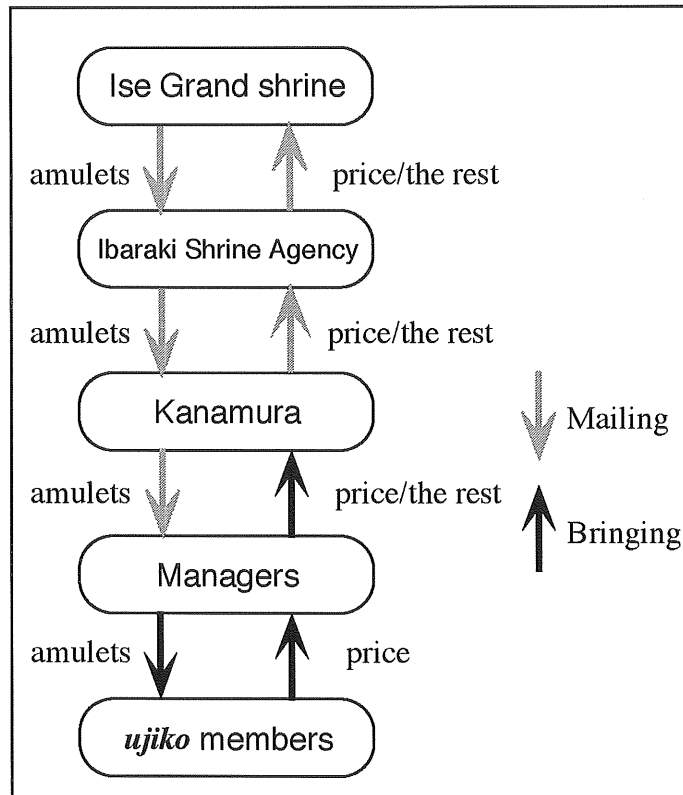 Ise Grand shrine
amulets
price/the rest
Ibaraki Shrine Agency
amulets
price/the rest
Kanamura
Mailing
amulets
price/the rest
Bringing
Managers
amulets
price
ujiko members